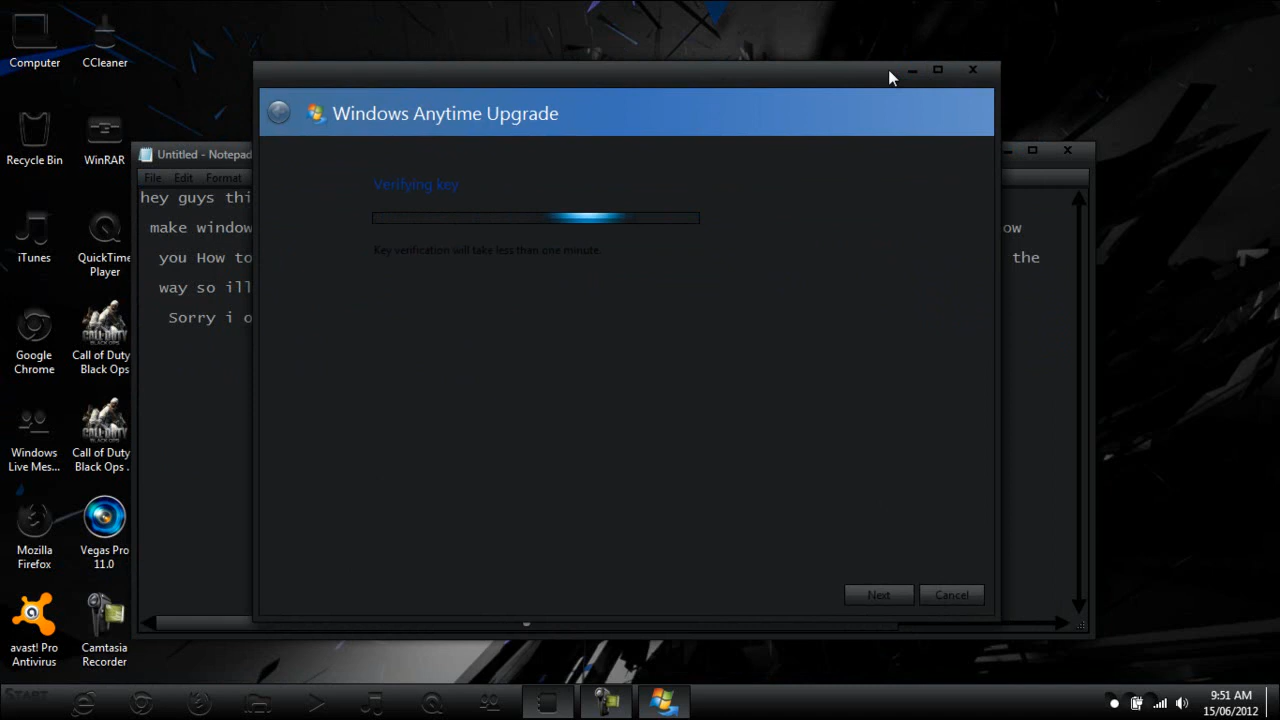 Computer
CCleaner
Recycle Bin
WinRAR
iTunes
QuickTime
Player
Google
Chrome
Call of Duty
Black Ops
Windows
Live Mes...
Call of Duty
Black Ops .
Mozilla
Firefox
Vegas Pro
11.0
avast! Pro
Antivirus
Camtasia
Recorder
Untitled - Notepad
File Edit Format
hey guys thi
make window
you How to
the
way so ill
Sorry i o
Windows Anytime Upgrade
Verifying key
Key verification will take less than one minute.
Next
Cancel
START
9:51 AM
15/06/2012